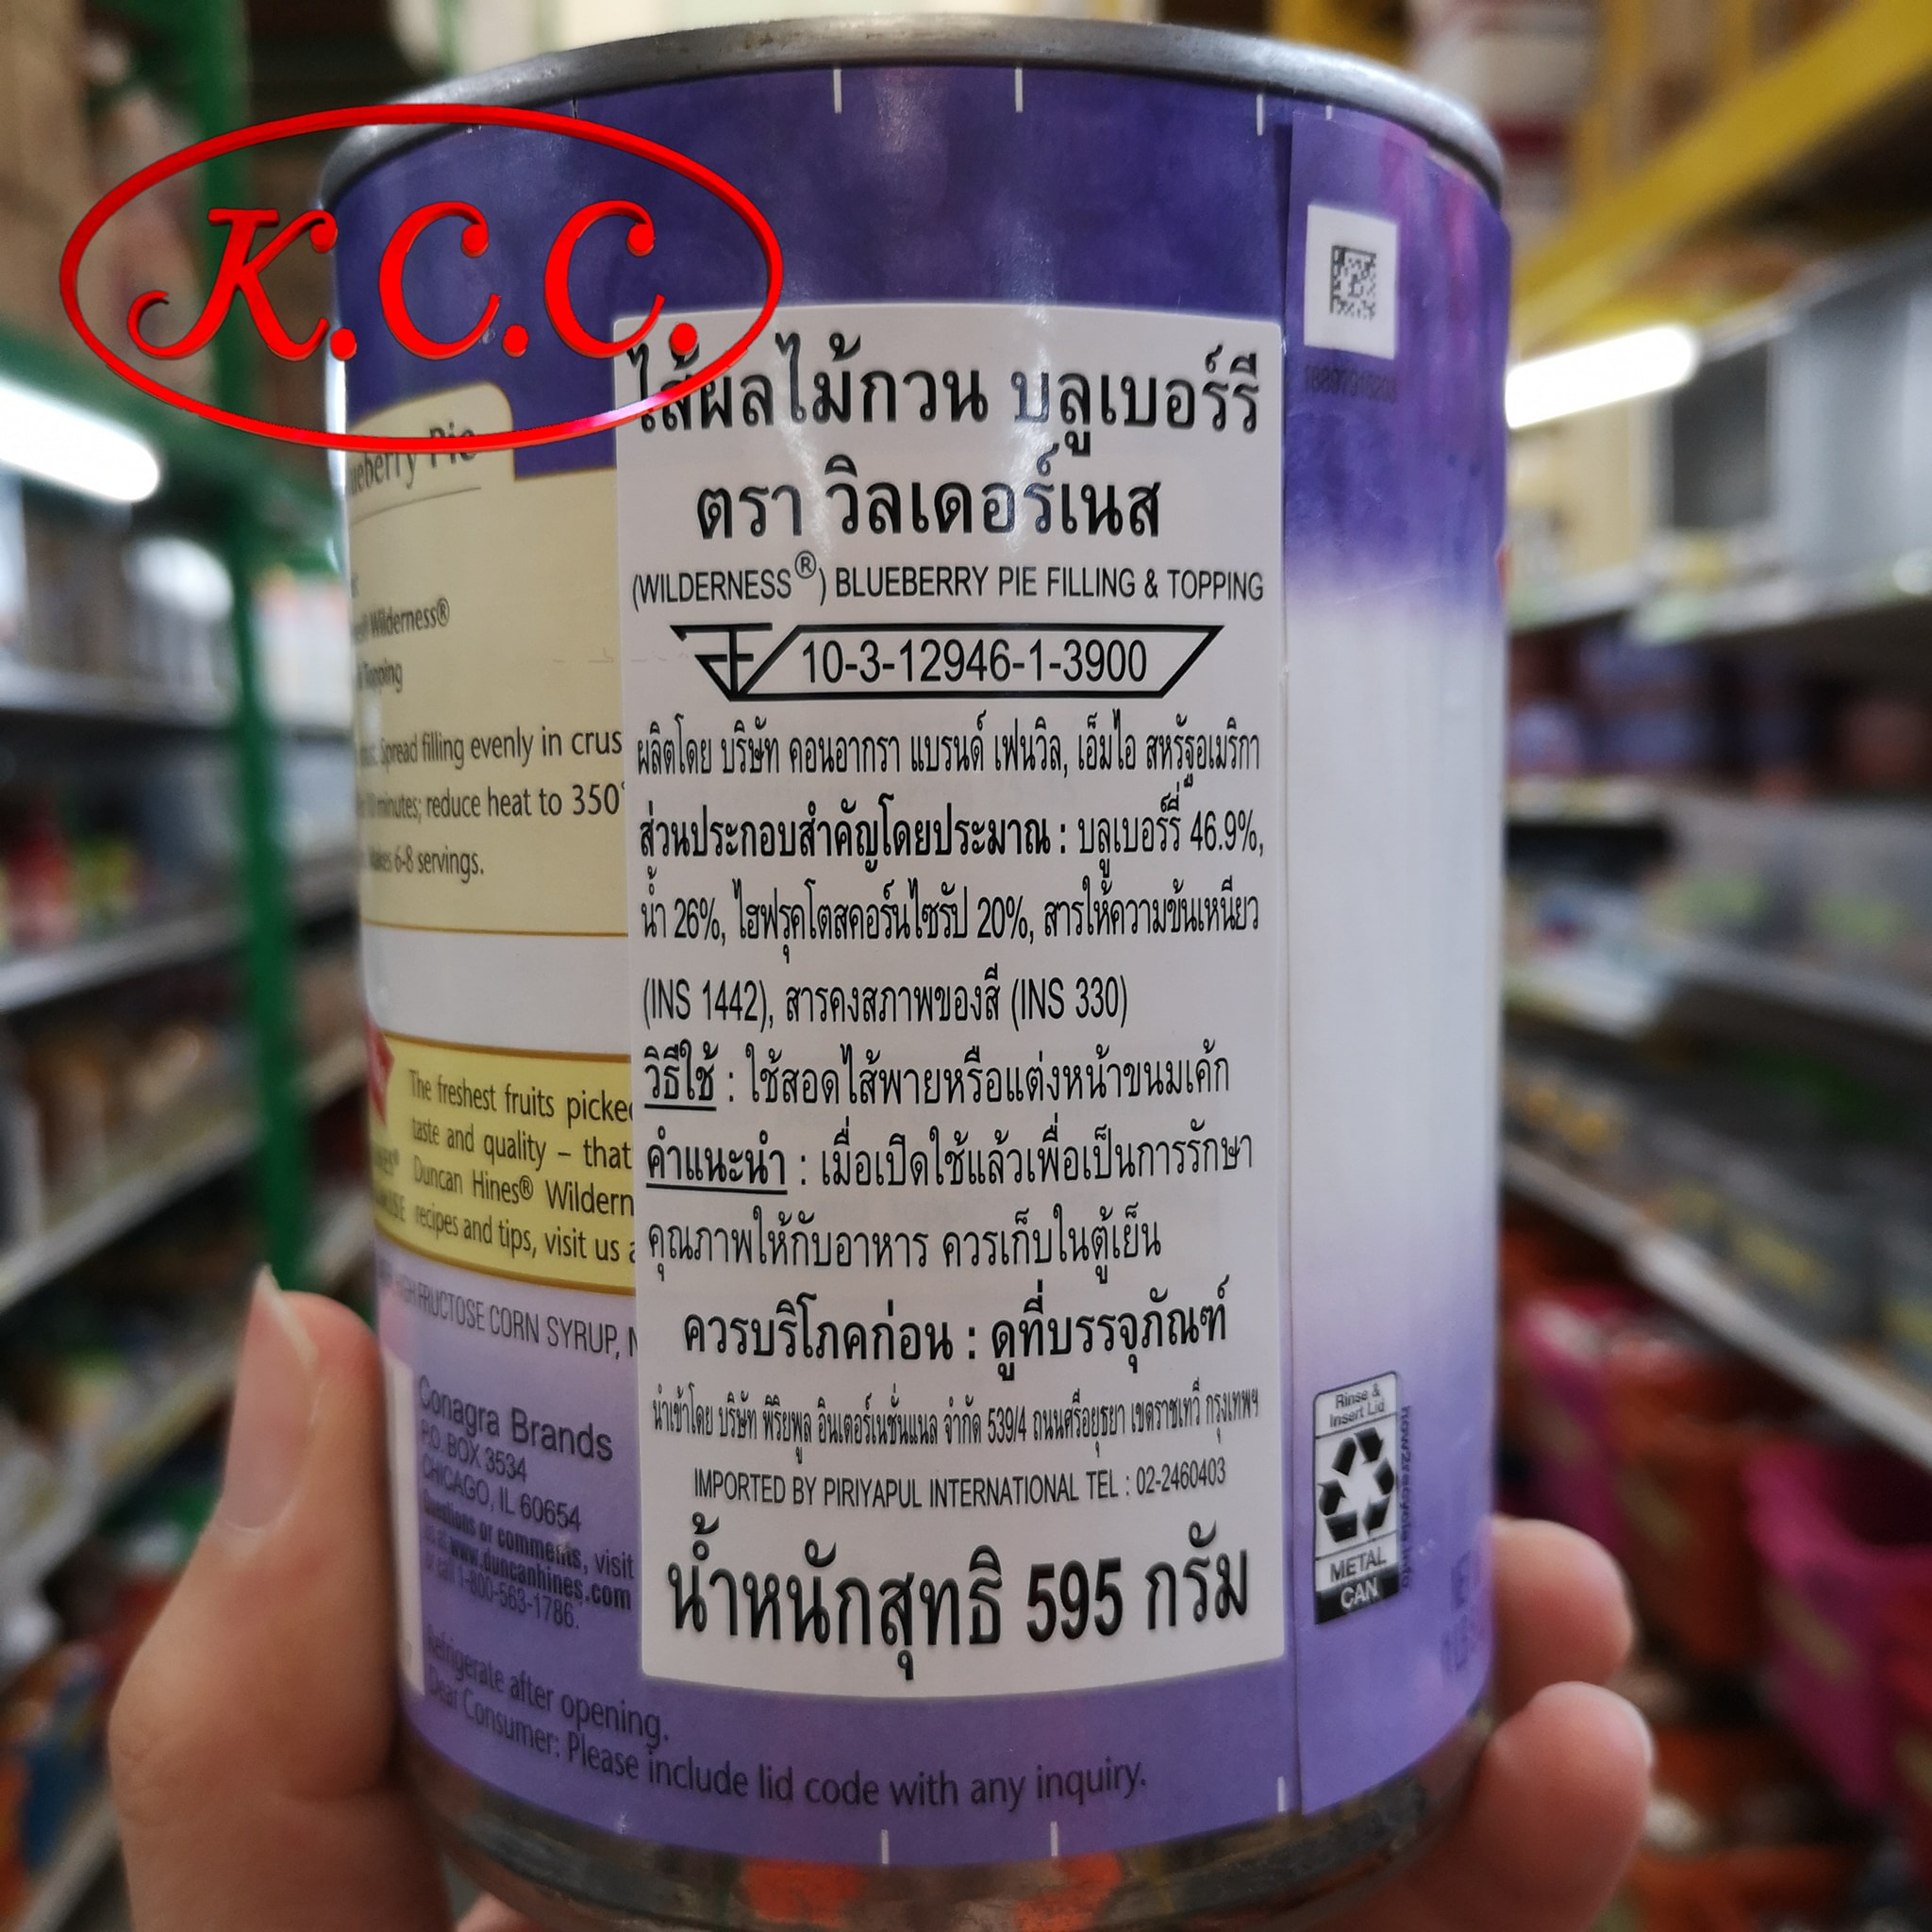 K.C.C.
ไส้ผลไม้กวน บลูเบอร์รี
ตรา วิลเดอร์เนส
(WILDERNESS®) BLUEBERRY PIE FILLING & TOPPING
10-3-12946-1-3900
ผลิตโดย บริษัท คอนอากรา แบรนด์ เฟนวิล, เอ็มไอ สหรัฐอเมริกา
ส่วนประกอบสำคัญโดยประมาณ : บลูเบอร์รี่ 46.9%,
น้ำ 26%, ไฮฟรุคโตสคอร์นไซรัป 20%, สารให้ความข้นเหนียว
(INS 1442), สารคงสภาพของสี (INS 330)
วิธีใช้ : ใช้สอดไส้พายหรือแต่งหน้าขนมเค้ก
คำแนะนำ : เมื่อเปิดใช้แล้วเพื่อเป็นการรักษา
คุณภาพให้กับอาหาร ควรเก็บในตู้เย็น
ควรบริโภคก่อน : ดูที่บรรจุภัณฑ์
นำเข้าโดย บริษัท พิริยพูล อินเตอร์เนชั่นแนล จำกัด 539/4 ถนนศรีอยุธยา เขตราชเทวี กรุงเทพฯ
IMPORTED BY PIRIYAPUL INTERNATIONAL TEL : 02-2460403
น้ำหนักสุทธิ 595 กรัม
Pie
Wilderness®
Topping
Spread filling evenly in crus
minutes; reduce heat to 350°
6-8 servings.
The freshest fruits picked
taste and quality – that
Duncan Hines® Wildern
recipes and tips, visit us a
FRUCTOSE CORN SYRUP,
Conagra Brands
P.O. BOX 3534
CHICAGO, IL 60654
Questions or comments, visit
us at www.duncanhines.com
or call 1-800-563-1786.
Refrigerate after opening.
Dear Consumer: Please include lid code with any inquiry.
Rinse &
Insert Lid
METAL
CAN
how2recycle.info